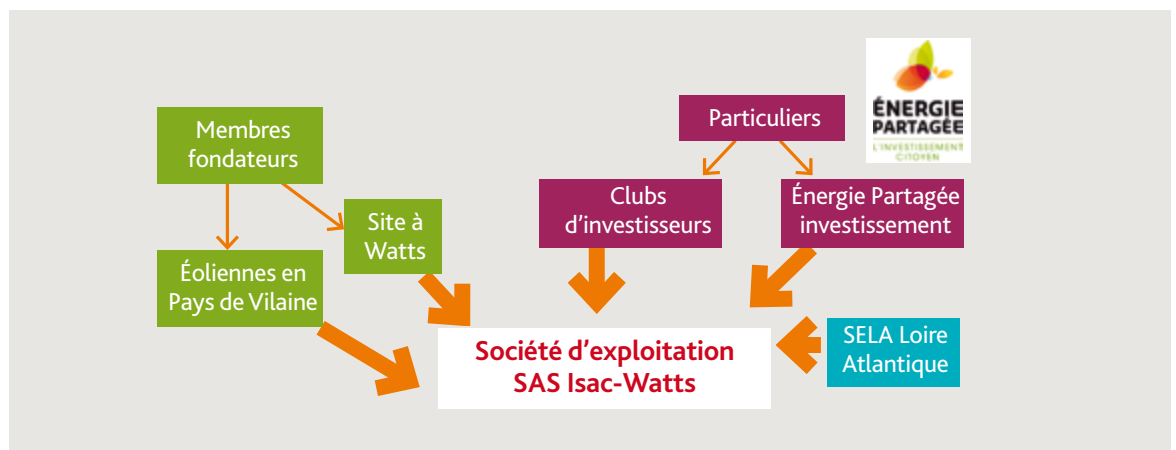 Membres
fondateurs
Site à
Watts
Éoliennes en
Pays de Vilaine
Particuliers
Clubs
d’investisseurs
Énergie Partagée
investissement
ÉNERGIE
PARTAGÉE
L'INVESTISSEMENT
CITOYEN
SELA Loire
Atlantique
Société d’exploitation
SAS Isac-Watts